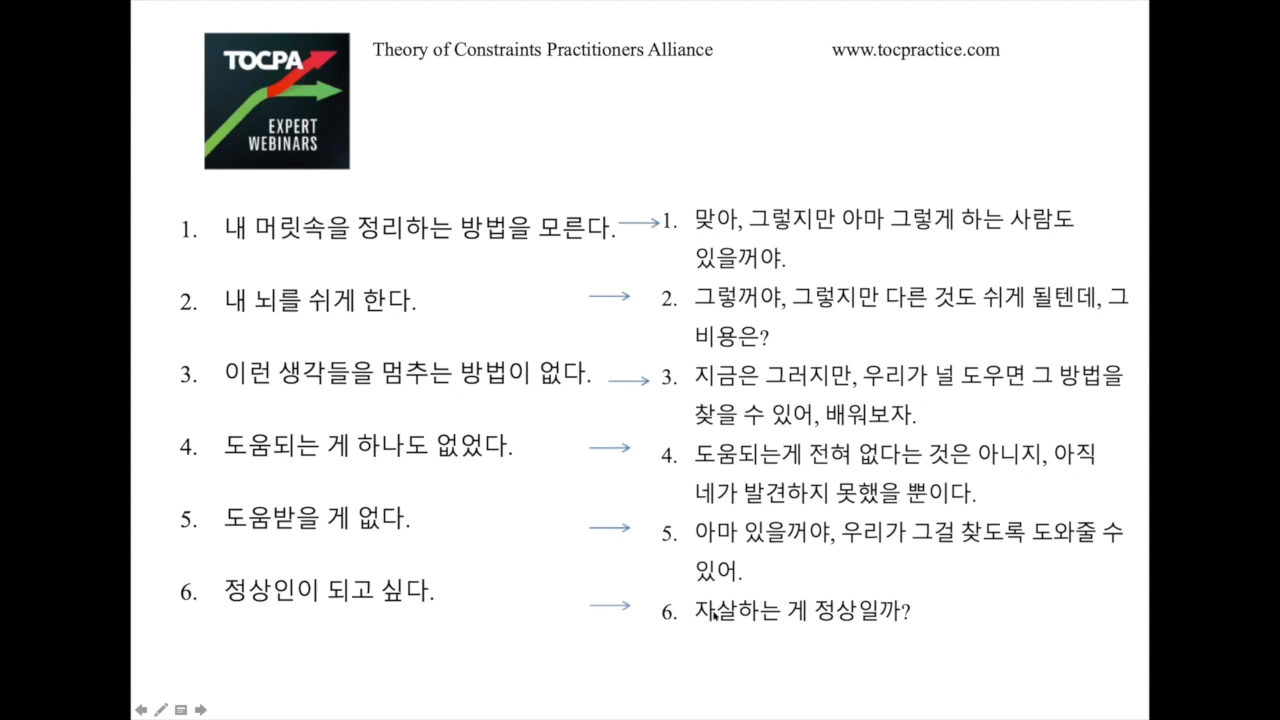 TOCPA
EXPERT
WEBINARS
Theory of Constraints Practitioners Alliance
www.tocpractice.com
1. 내 머릿속을 정리하는 방법을 모른다.
2. 내 뇌를 쉬게 한다.
3. 이런 생각들을 멈추는 방법이 없다.
4. 도움되는 게 하나도 없었다.
5. 도움받을 게 없다.
6. 정상인이 되고 싶다.
1. 맞아, 그렇지만 아마 그렇게 하는 사람도
있을꺼야.
2. 그럴꺼야, 그렇지만 다른 것도 쉬게 될텐데, 그
비용은?
3. 지금은 그러지만, 우리가 널 도우면 그 방법을
찾을 수 있어, 배워보자.
4. 도움되는게 전혀 없다는 것은 아니지, 아직
네가 발견하지 못했을 뿐이다.
5. 아마 있을꺼야, 우리가 그걸 찾도록 도와줄 수
있어.
6. 자살하는 게 정상일까?